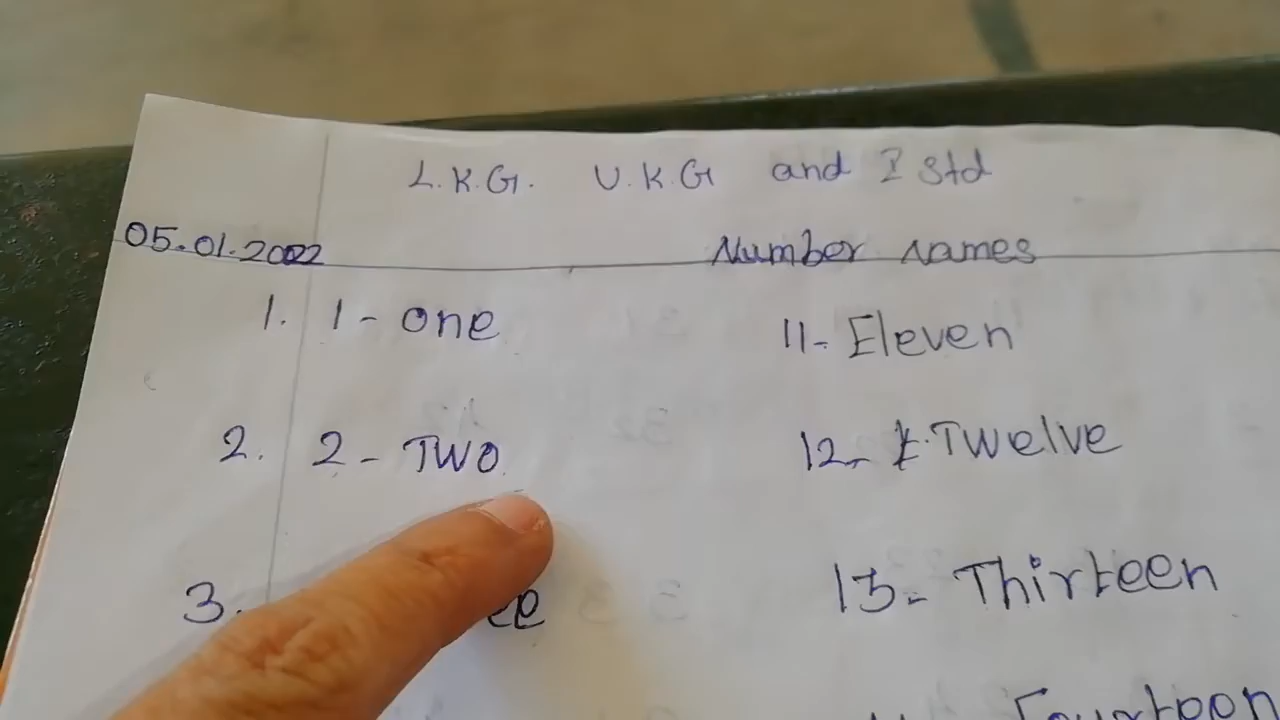 L.K.G. U.K.G and I Std
05.01.2022 Number names
1. 1 - one 11- Eleven
2. 2 - Two 12- Twelve
3. 13- Thirteen
Fourteen